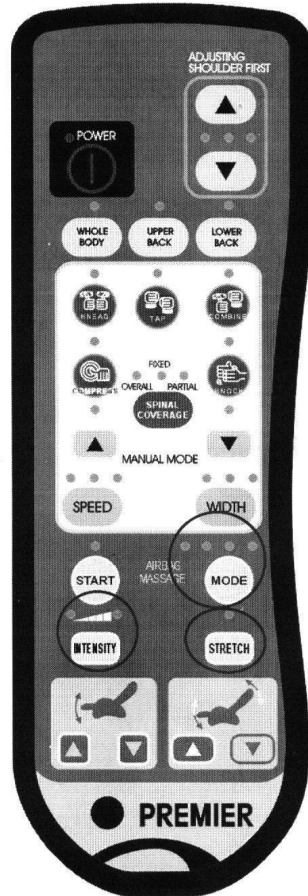 ADJUSTING
SHOULDER FIRST
POWER
WHOLE
BODY
UPPER
BACK
LOWER
BACK
KNEAD
TAP
COMBINE
COMPRESS
FIXED
OVERALL
PARTIAL
KNOCK
SPINAL
COVERAGE
MANUAL MODE
SPEED
WIDTH
START
AIRBAG
MASSAGE
MODE
INTENSITY
STRETCH
PREMIER